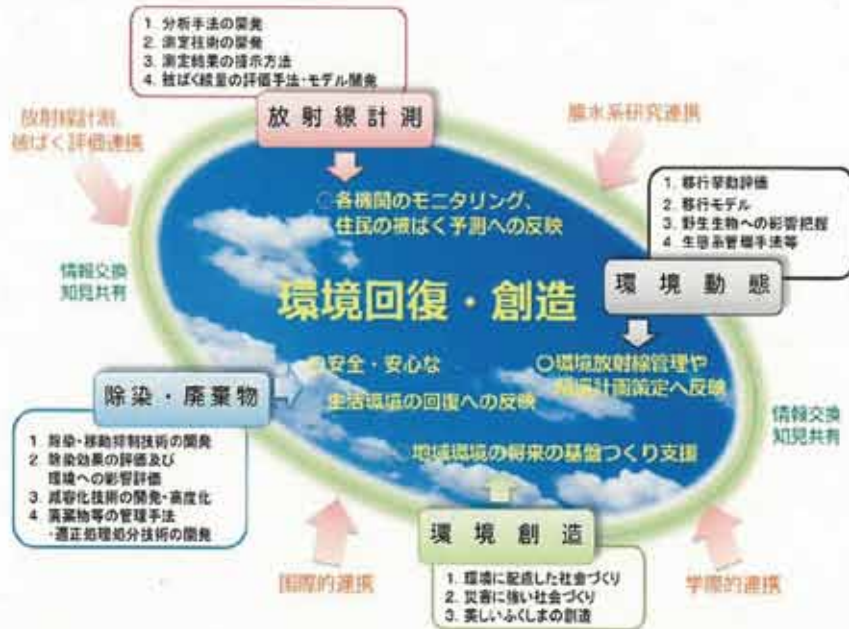 1. 分析手法の開発
2. 測定技術の開発
3. 測定結果の提示方法
4. 被ばく線量の評価手法・モデル開発
放射線計測
放射線計測、
被ばく評価連携
水系研究連携
○各機関のモニタリング、
住民の被ばく予測への反映
1. 移行挙動評価
2. 移行モデル
3. 野生生物への影響把握
4. 生態系管理手法等
環境動態
情報交換
知見共有
環境回復・創造
○安全・安心な
生活環境の回復への反映
○環境放射線管理や
計画策定へ反映
除染・廃棄物
1 除染・移動抑制技術の開発
2 除染効果の評価及び
環境への影響評価
3 減容化技術の開発・高度化
4 廃棄物等の管理手法
・適正処理処分技術の開発
情報交換
知見共有
○地域環境の将来の基盤つくり支援
環境創造
1. 環境に配慮した社会づくり
2. 災害に強い社会づくり
3. 美しいふくしまの創造
国際的連携
学際的連携